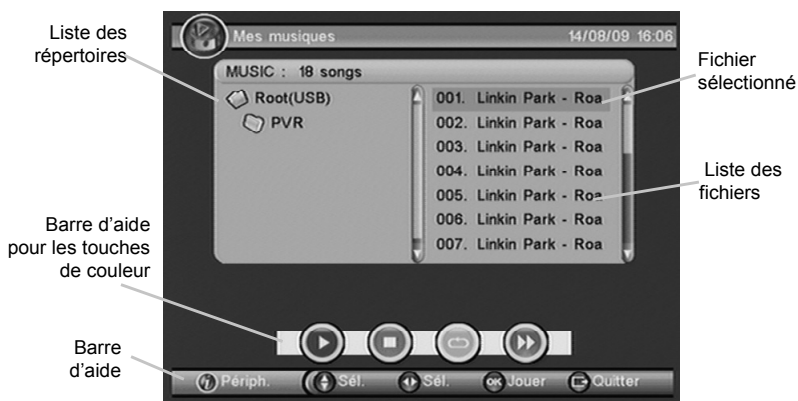 Liste des
répertoires
Mes musiques
14/08/09 16:06
Fichier
sélectionné
MUSIC : 18 songs
Root(USB)
PVR
001. Linkin Park - Roa
002. Linkin Park - Roa
003. Linkin Park - Roa
004. Linkin Park - Roa
005. Linkin Park - Roa
006. Linkin Park - Roa
007. Linkin Park - Roa
Liste des
fichiers
Barre d'aide
pour les touches
de couleur
Barre
d'aide
i Périph.
Sél.
Sél.
OK Jouer
Quitter